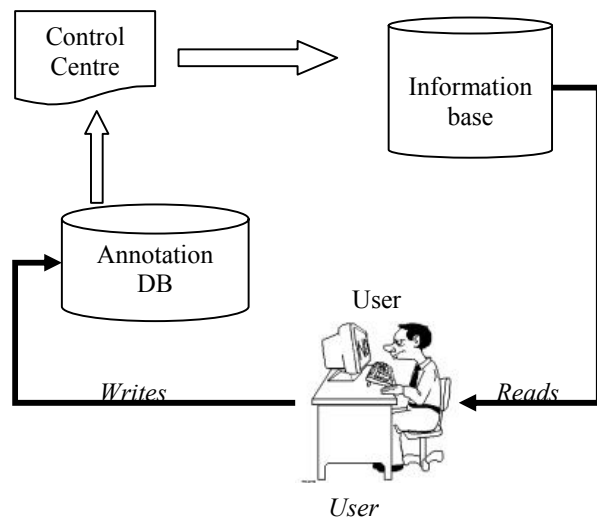 Control
Centre
Information
base
Annotation
DB
User
Writes
Reads
User